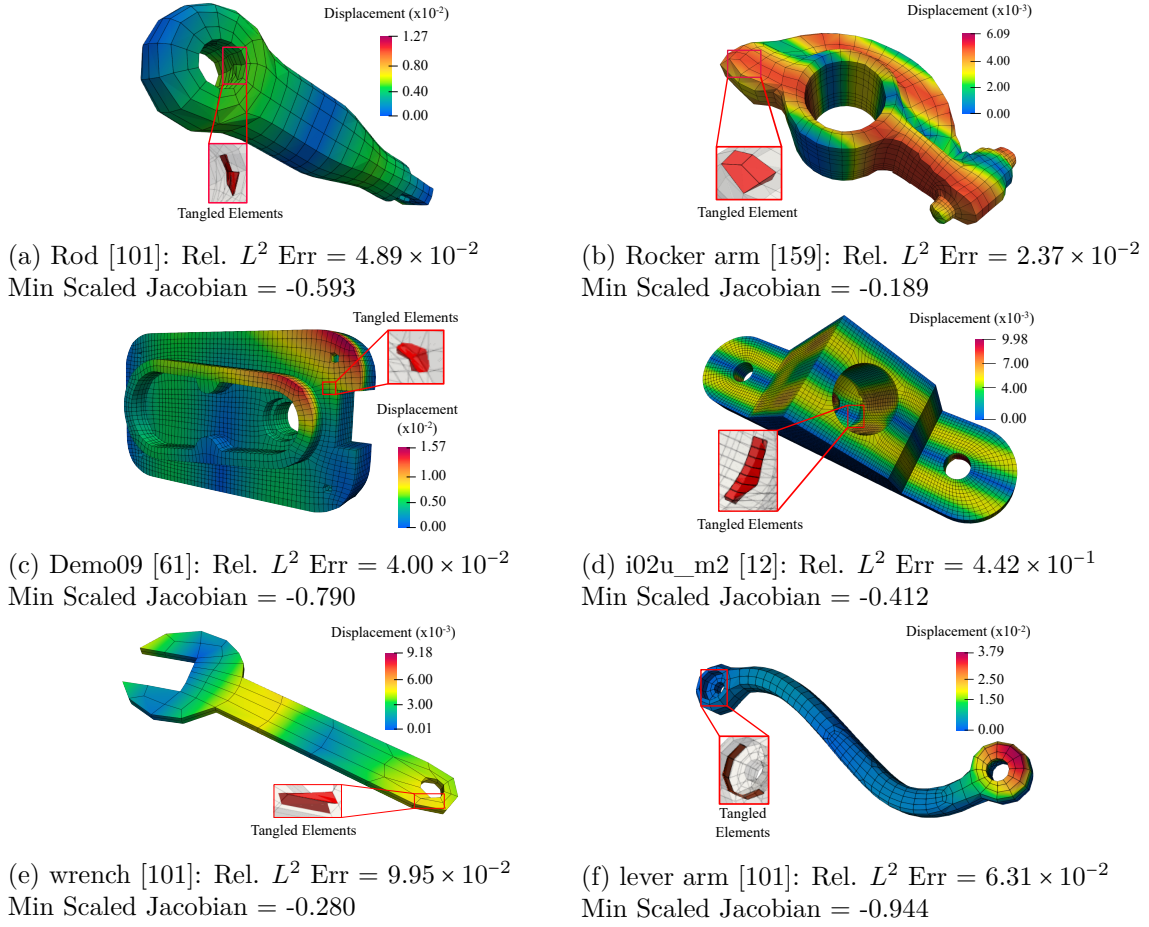 Displacement (x10⁻²)
1.27
0.80
0.40
0.00
Tangled Elements
(a) Rod [101]: Rel. L² Err = 4.89 × 10⁻²
Min Scaled Jacobian = -0.593
Displacement (x10⁻³)
6.09
4.00
2.00
0.00
Tangled Element
(b) Rocker arm [159]: Rel. L² Err = 2.37 × 10⁻²
Min Scaled Jacobian = -0.189
Tangled Elements
Displacement
(x10⁻²)
1.57
1.00
0.50
0.00
(c) Demo09 [61]: Rel. L² Err = 4.00 × 10⁻²
Min Scaled Jacobian = -0.790
Displacement (x10⁻³)
9.98
7.00
4.00
0.00
Tangled Elements
(d) i02u_m2 [12]: Rel. L² Err = 4.42 × 10⁻¹
Min Scaled Jacobian = -0.412
Displacement (x10⁻³)
9.18
6.00
3.00
0.01
Tangled Elements
(e) wrench [101]: Rel. L² Err = 9.95 × 10⁻²
Min Scaled Jacobian = -0.280
Displacement (x10⁻²)
3.79
2.50
1.50
0.00
Tangled
Elements
(f) lever arm [101]: Rel. L² Err = 6.31 × 10⁻²
Min Scaled Jacobian = -0.944